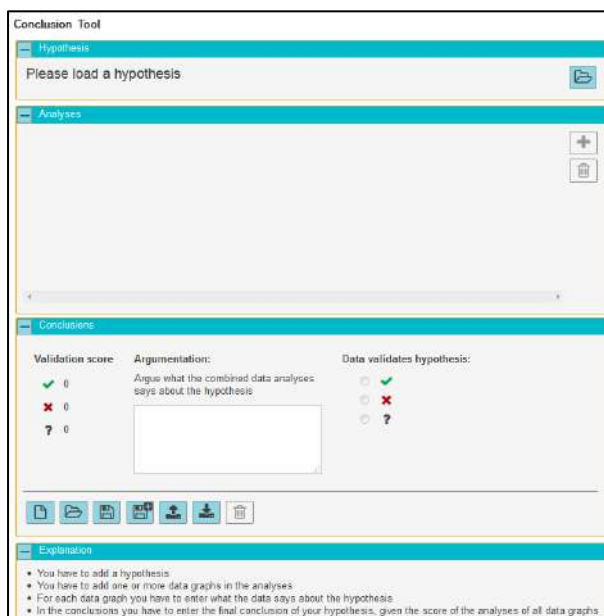 Conclusion Tool
Hypothesis
Please load a hypothesis
Analyses
Conclusions
Validation score
Argumentation:
Data validates hypothesis:
0
0
? 0
Argue what the combined data analyses
says about the hypothesis
?
Explanation
• You have to add a hypothesis
• You have to add one or more data graphs in the analyses
• For each data graph you have to enter what the data says about the hypothesis
• In the conclusions you have to enter the final conclusion of your hypothesis, given the score of the analyses of all data graphs